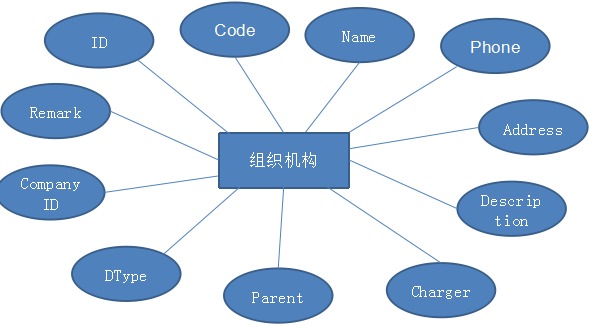 ID
Code
Name
Phone
Remark
Address
组织机构
Company
ID
Descrip
tion
DType
Parent
Charger